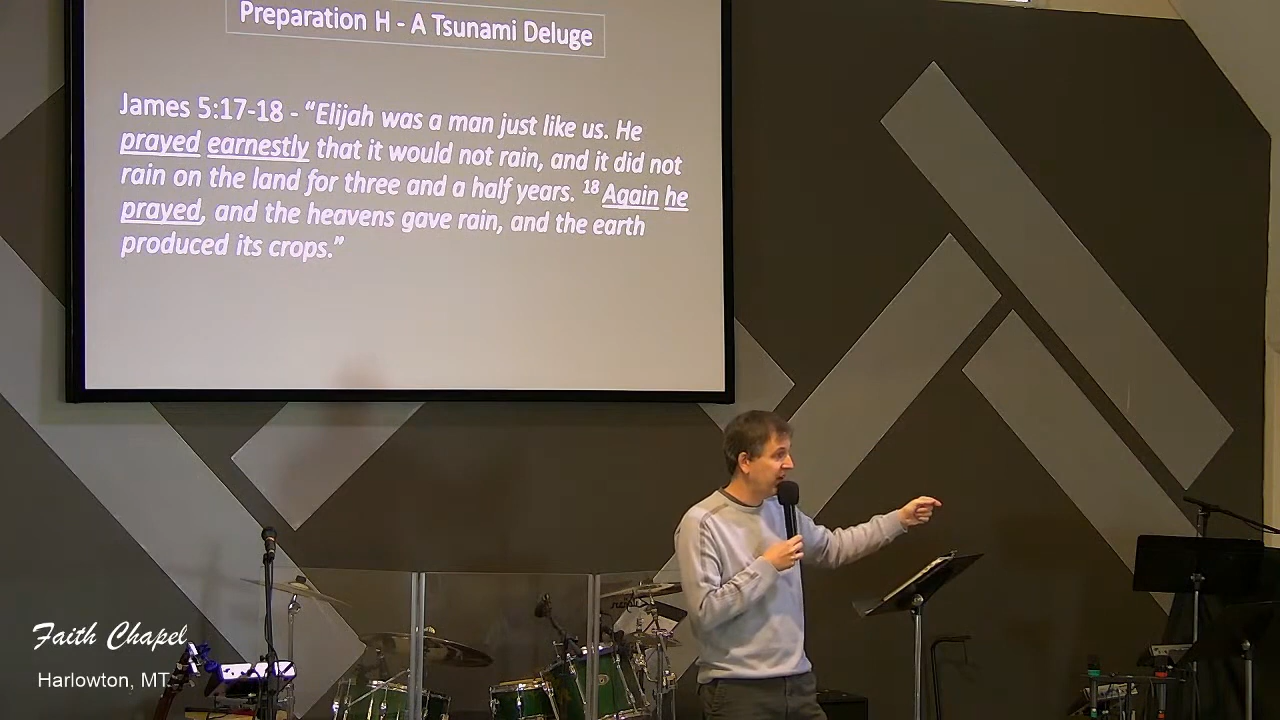 Preparation H - A Tsunami Deluge
James 5:17-18 - “Elijah was a man just like us. He
prayed earnestly that it would not rain, and it did not
rain on the land for three and a half years. 18 Again he
prayed, and the heavens gave rain, and the earth
produced its crops.”
Faith Chapel
Harlowton, MT